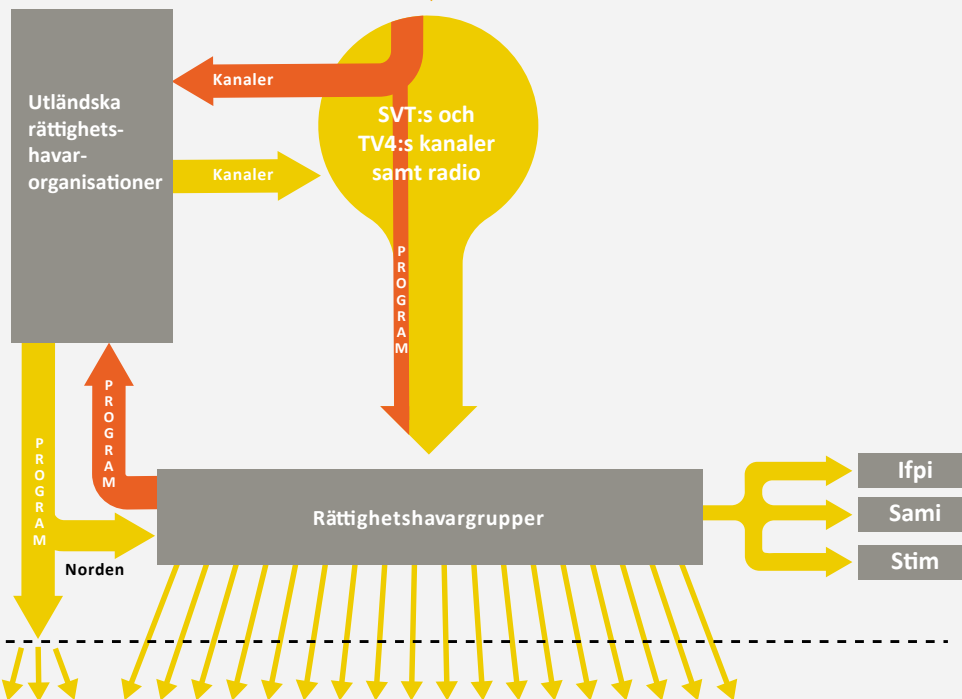 Kanaler
Utländska
rättighets-
havar-
organisationer
SVT:s och
TV4:s kanaler
samt radio
Kanaler
PROGRAM
PROGRAM
PROGRAM
Ifpi
Rättighetshavargrupper
Sami
Norden
Stim